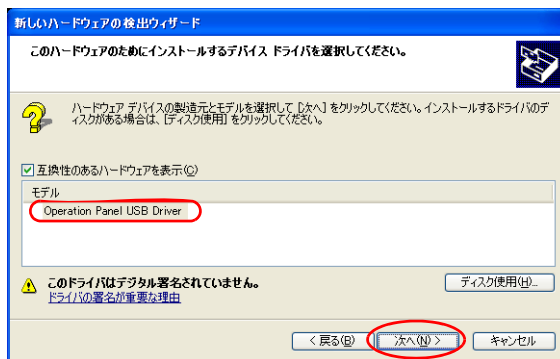 新しいハードウェアの検出ウィザード
このハードウェアのためにインストールするデバイス ドライバを選択してください。
ハードウェア デバイスの製造元とモデルを選択して [次へ] をクリックしてください。インストールするドライバのデ
ィスクがある場合は、[ディスク使用] をクリックしてください。
互換性のあるハードウェアを表示(C)
モデル
Operation Panel USB Driver
このドライバはデジタル署名されていません。
ドライバの署名が重要な理由
ディスク使用(H)...
< 戻る(B)
次へ(N) >
キャンセル